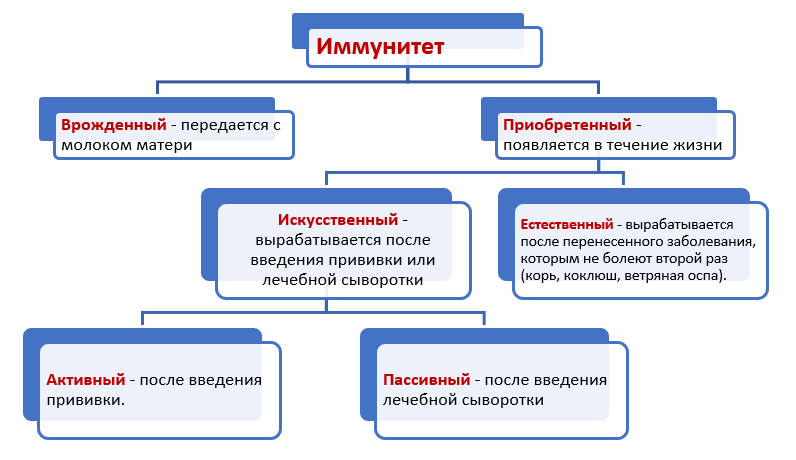 Иммунитет
Врожденный - передается с
молоком матери
Приобретенный -
появляется в течение жизни
Искусственный -
вырабатывается после
введения прививки или
лечебной сыворотки
Естественный - вырабатывается
после перенесенного заболевания,
которым не болеют второй раз
(корь, коклюш, ветряная оспа).
Активный - после введения
прививки.
Пассивный - после введения
лечебной сыворотки